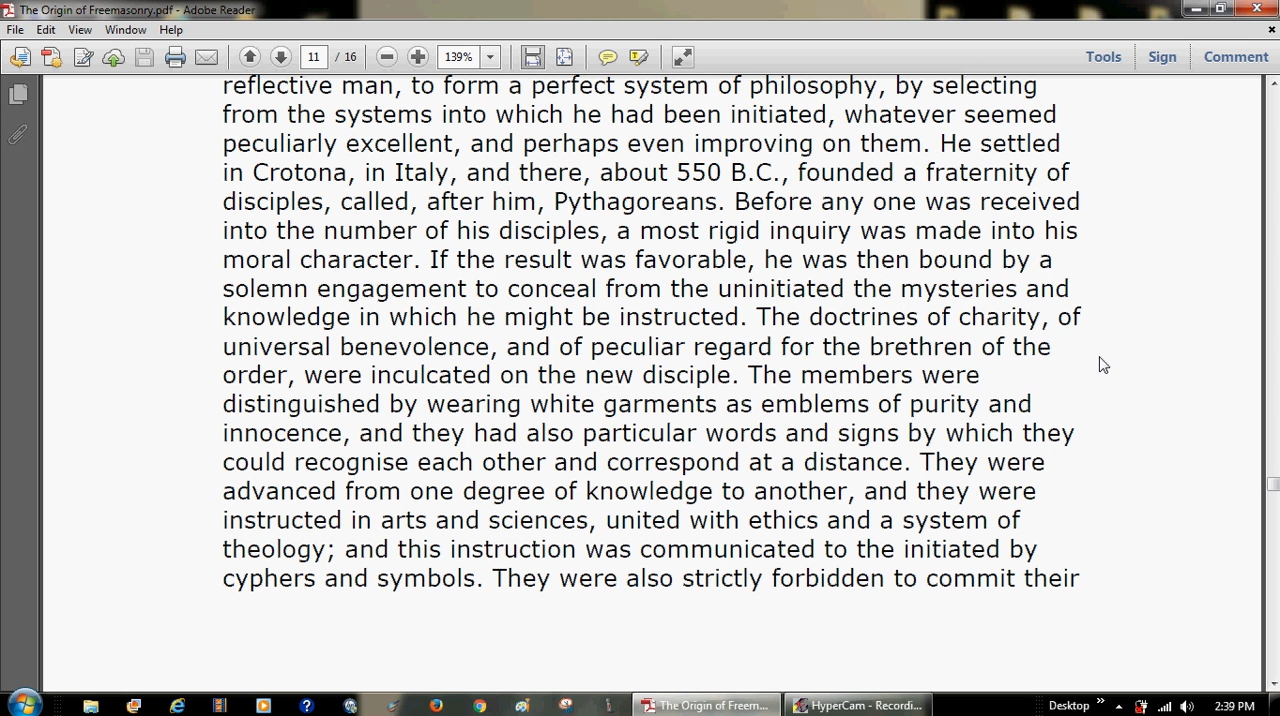 The Origin of Freemasonry.pdf - Adobe Reader
File Edit View Window Help
11 / 16 139% Tools Sign Comment
reflective man, to form a perfect system of philosophy, by selecting
from the systems into which he had been initiated, whatever seemed
peculiarly excellent, and perhaps even improving on them. He settled
in Crotona, in Italy, and there, about 550 B.C., founded a fraternity of
disciples, called, after him, Pythagoreans. Before any one was received
into the number of his disciples, a most rigid inquiry was made into his
moral character. If the result was favorable, he was then bound by a
solemn engagement to conceal from the uninitiated the mysteries and
knowledge in which he might be instructed. The doctrines of charity, of
universal benevolence, and of peculiar regard for the brethren of the
order, were inculcated on the new disciple. The members were
distinguished by wearing white garments as emblems of purity and
innocence, and they had also particular words and signs by which they
could recognise each other and correspond at a distance. They were
advanced from one degree of knowledge to another, and they were
instructed in arts and sciences, united with ethics and a system of
theology; and this instruction was communicated to the initiated by
cyphers and symbols. They were also strictly forbidden to commit their
The Origin of Freem... HyperCam - Recordi... Desktop 2:39 PM